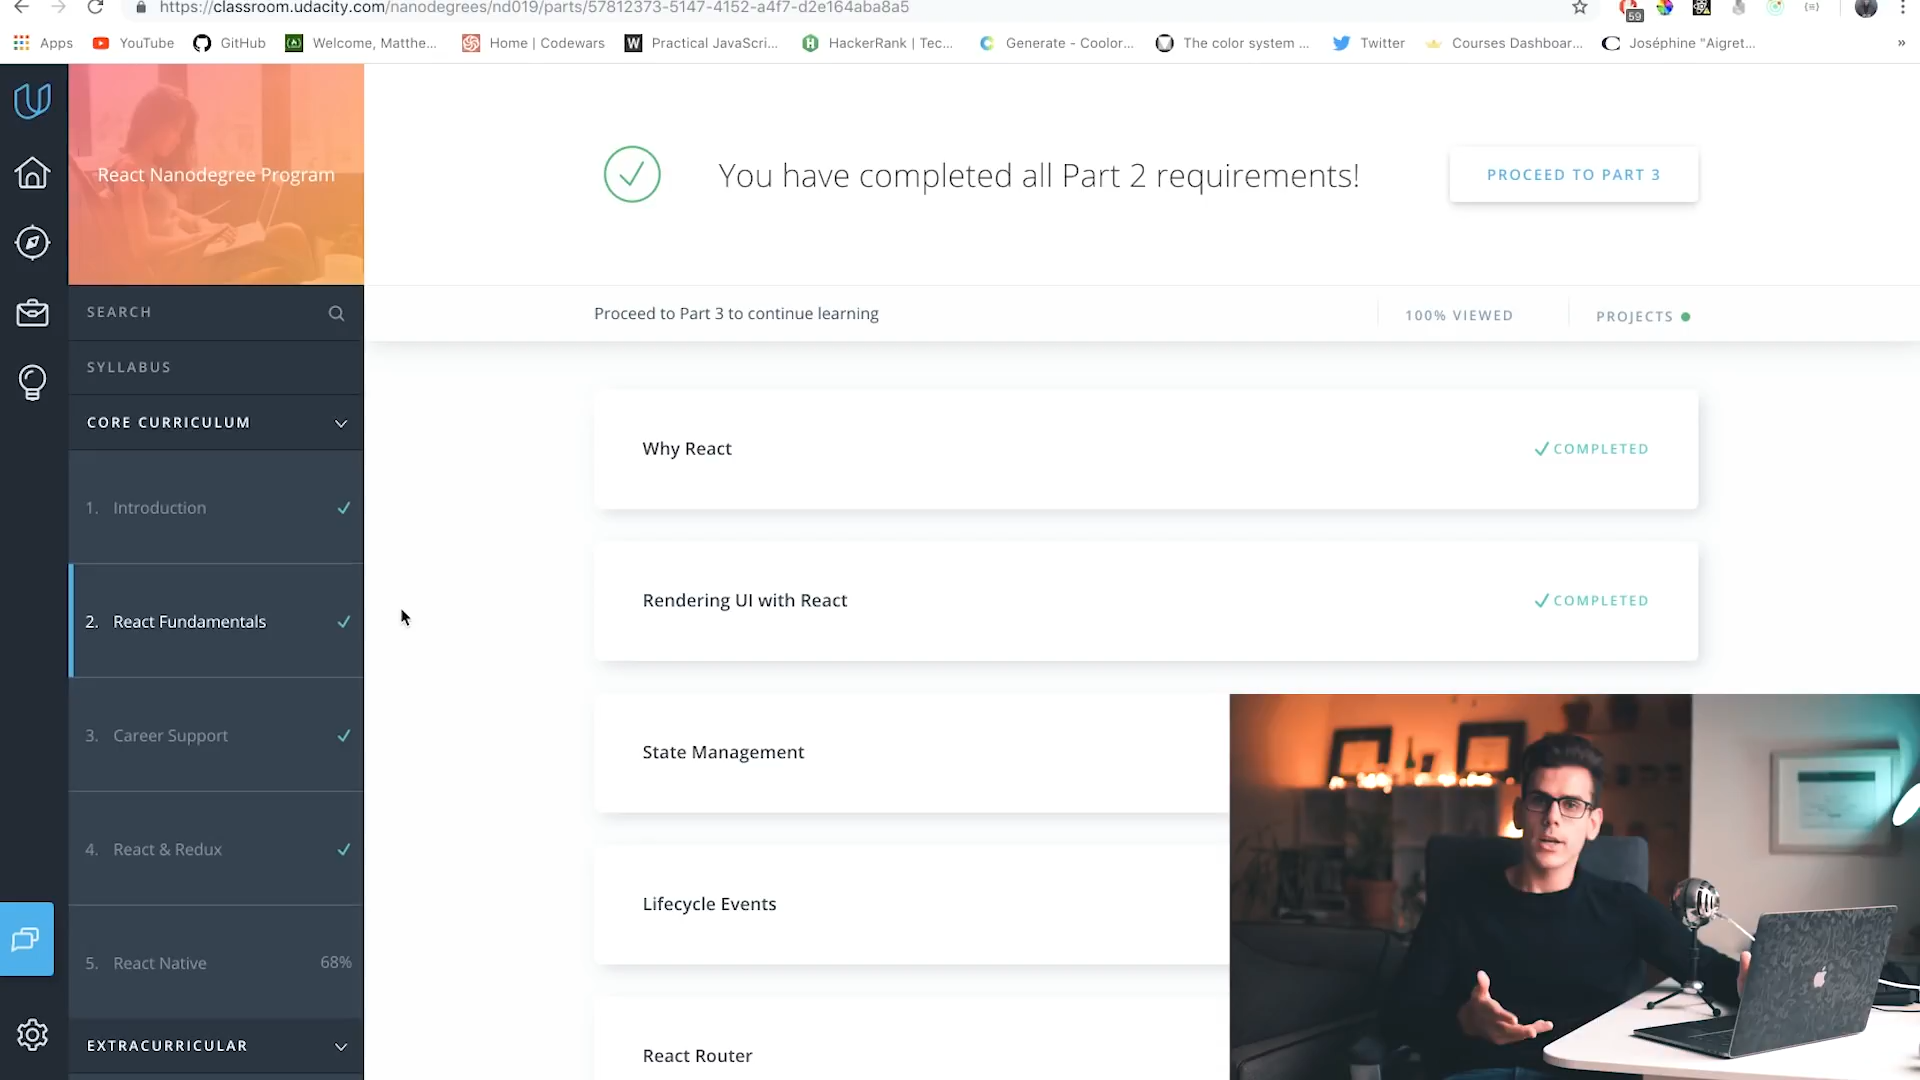 https://classroom.udacity.com/nanodegrees/nd019/parts/57812373-5147-4152-a4f7-d2e164aba8a5
59
Apps
YouTube
GitHub
Welcome, Matthe...
Home | Codewars
Practical JavaScri...
HackerRank | Tec...
Generate - Coolor...
The color system ...
Twitter
Courses Dashboar...
Joséphine "Aigret...
»
React Nanodegree Program
SEARCH
SYLLABUS
CORE CURRICULUM
1. Introduction
2. React Fundamentals
3. Career Support
4. React & Redux
5. React Native 68%
EXTRACURRICULAR
You have completed all Part 2 requirements!
PROCEED TO PART 3
Proceed to Part 3 to continue learning
100% VIEWED
PROJECTS
Why React
COMPLETED
Rendering UI with React
COMPLETED
State Management
Lifecycle Events
React Router